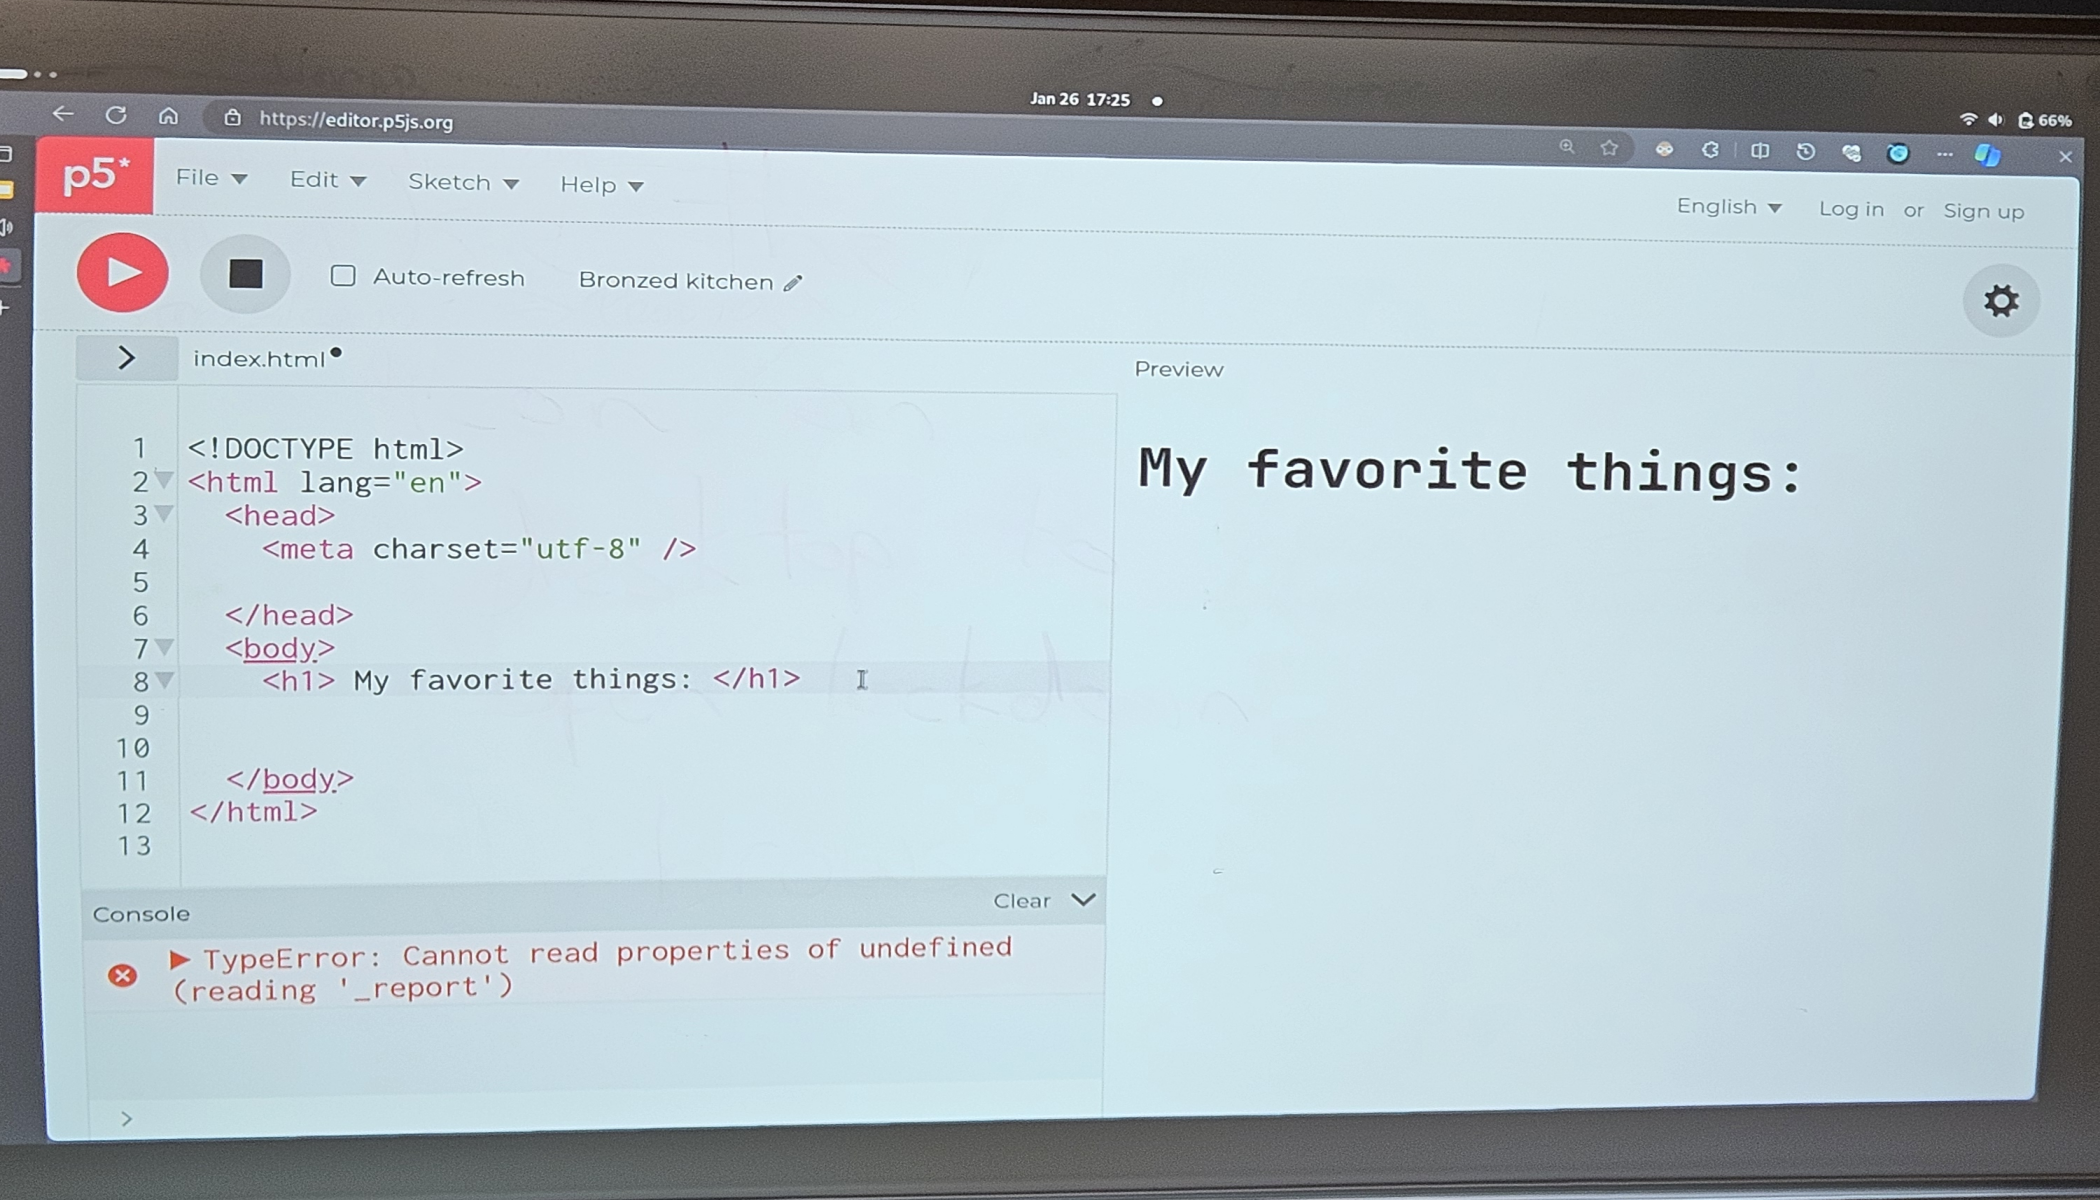 Jan 26 17:25
66%
https://editor.p5js.org
p5*
File
Edit
Sketch
Help
English
Log in or Sign up
Auto-refresh
Bronzed kitchen
index.html
Preview
1 <!DOCTYPE html>
2 <html lang="en">
3 <head>
4 <meta charset="utf-8" />
5
6 </head>
7 <body>
8 <h1> My favorite things: </h1>
9
10
11 </body>
12 </html>
13
My favorite things:
Console
Clear
TypeError: Cannot read properties of undefined
(reading '_report')
>